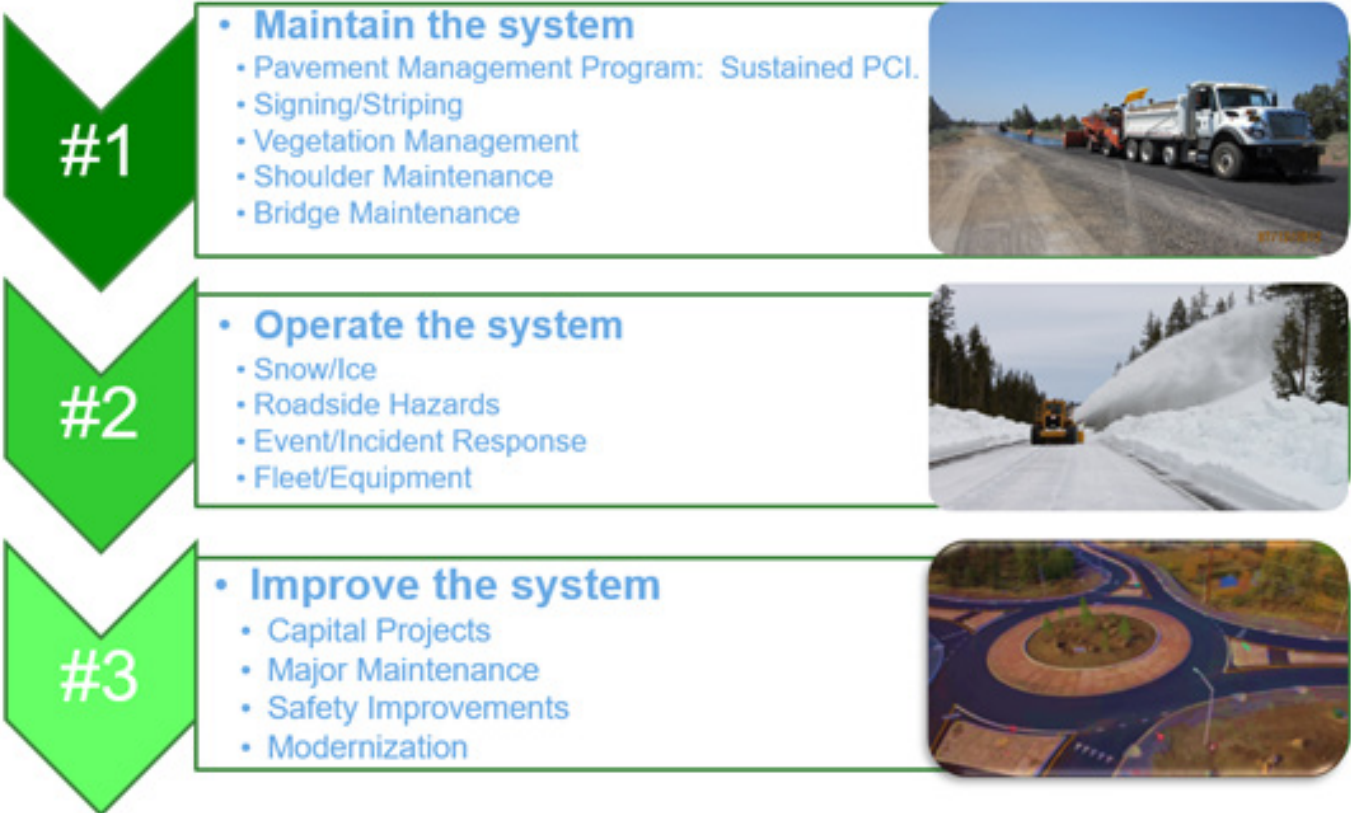 #1
• Maintain the system
• Pavement Management Program: Sustained PCI.
• Signing/Striping
• Vegetation Management
• Shoulder Maintenance
• Bridge Maintenance
#2
• Operate the system
• Snow/Ice
• Roadside Hazards
• Event/Incident Response
• Fleet/Equipment
#3
• Improve the system
• Capital Projects
• Major Maintenance
• Safety Improvements
• Modernization